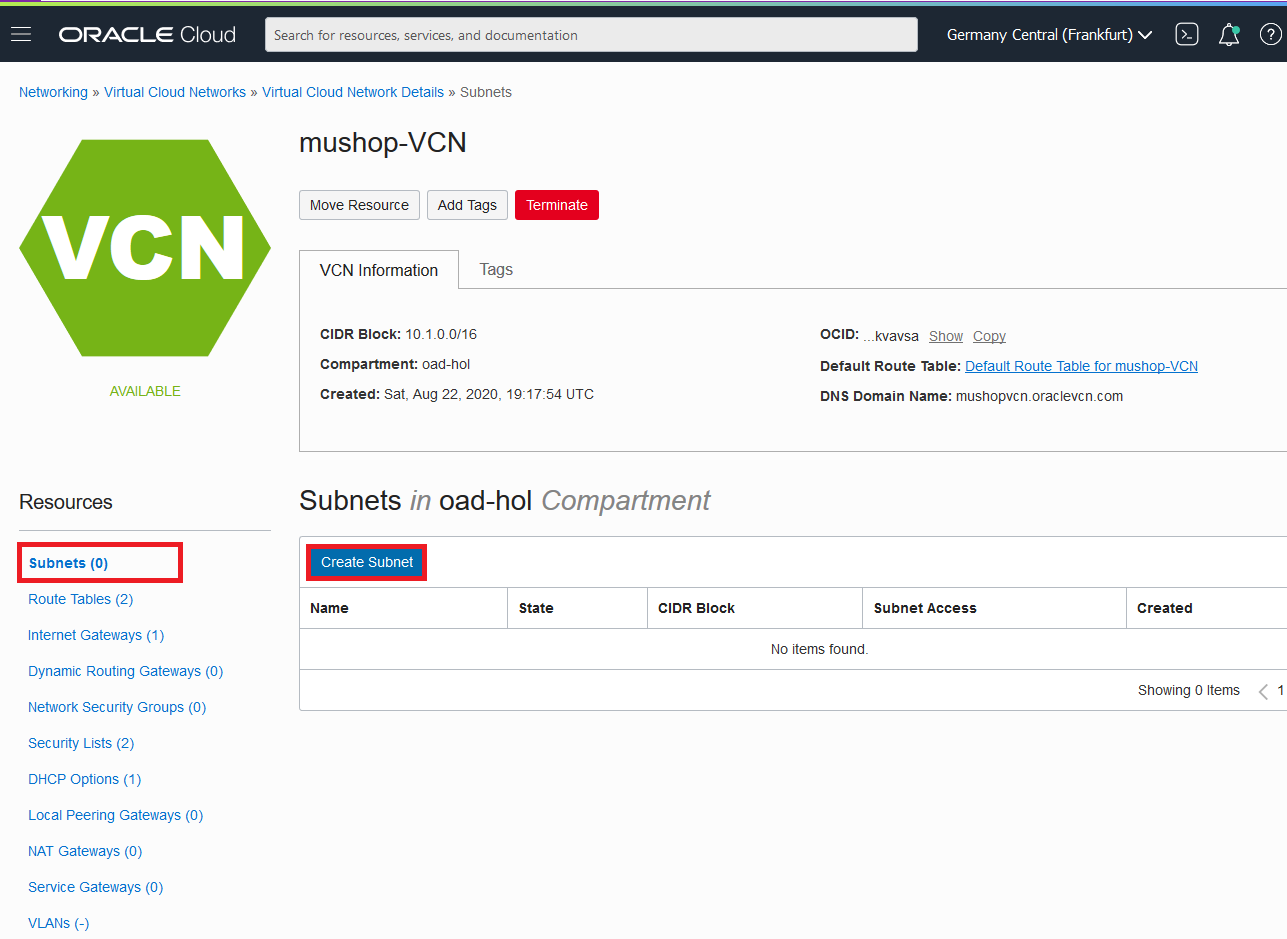 ORACLE Cloud
Search for resources, services, and documentation
Germany Central (Frankfurt)
Networking » Virtual Cloud Networks » Virtual Cloud Network Details » Subnets
VCN
AVAILABLE
mushop-VCN
Move Resource
Add Tags
Terminate
VCN Information
Tags
CIDR Block: 10.1.0.0/16
Compartment: oad-hol
Created: Sat, Aug 22, 2020, 19:17:54 UTC
OCID: ...kvavsa Show Copy
Default Route Table: Default Route Table for mushop-VCN
DNS Domain Name: mushopvcn.oraclevcn.com
Resources
Subnets (0)
Route Tables (2)
Internet Gateways (1)
Dynamic Routing Gateways (0)
Network Security Groups (0)
Security Lists (2)
DHCP Options (1)
Local Peering Gateways (0)
NAT Gateways (0)
Service Gateways (0)
VLANs (-)
Subnets in oad-hol Compartment
Create Subnet
Name State CIDR Block Subnet Access Created
No items found.
Showing 0 Items < 1